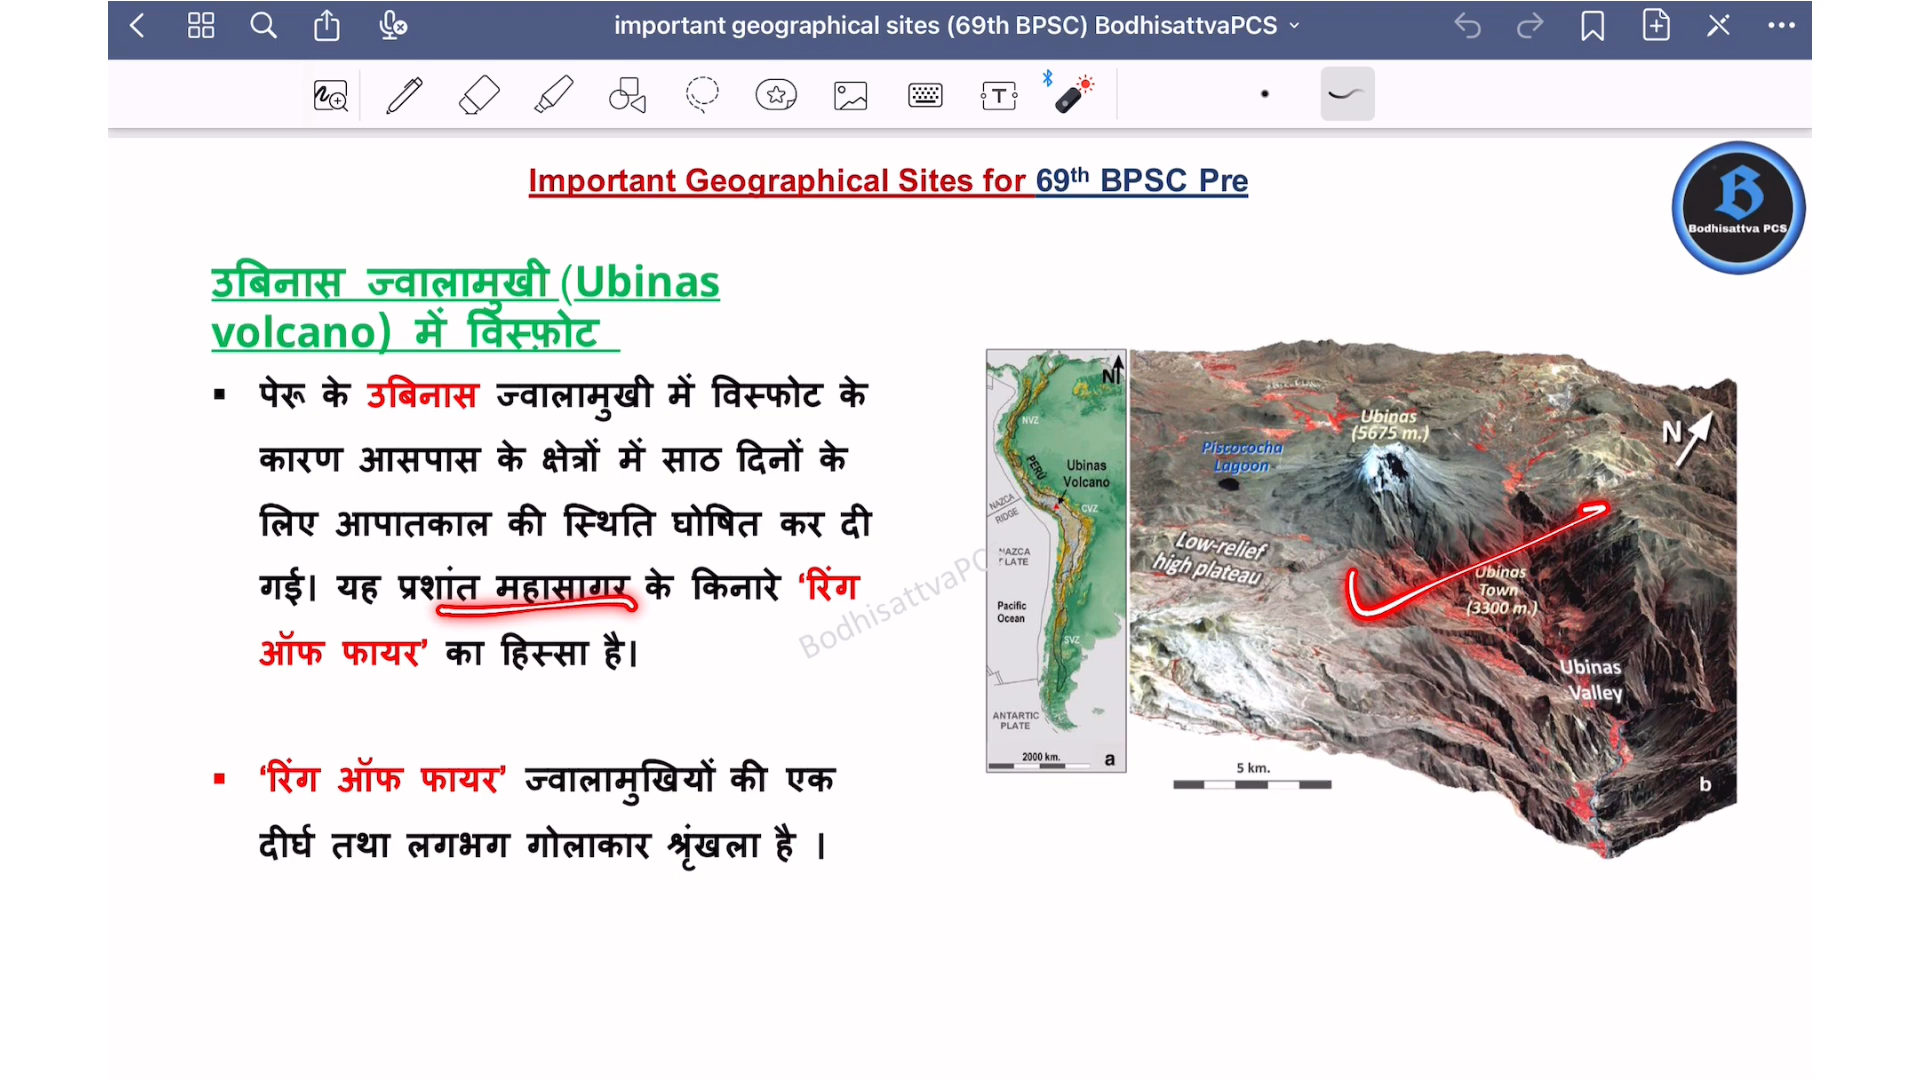 important geographical sites (69th BPSC) BodhisattvaPCS
Important Geographical Sites for 69th BPSC Pre
B
Bodhisattva PCS
उबिनास ज्वालामुखी (Ubinas
volcano) में विस्फ़ोट
▪ पेरू के उबिनास ज्वालामुखी में विस्फोट के
कारण आसपास के क्षेत्रों में साठ दिनों के
लिए आपातकाल की स्थिति घोषित कर दी
गई। यह प्रशांत महासागर के किनारे ‘रिंग
ऑफ फायर’ का हिस्सा है।
▪ ‘रिंग ऑफ फायर’ ज्वालामुखियों की एक
दीर्घ तथा लगभग गोलाकार श्रृंखला है ।
BodhisattvaPC
N
NVZ
PERÚ
Ubinas
Volcano
CVZ
NAZCA
RIDGE
NAZCA
PLATE
Pacific
Ocean
SVZ
ANTARTIC
PLATE
2000 km.
a
Ubinas
(5675 m.)
N
Piscococha
Lagoon
Low-relief
high plateau
Ubinas
Town
(3300 m.)
Ubinas
Valley
5 km.
b